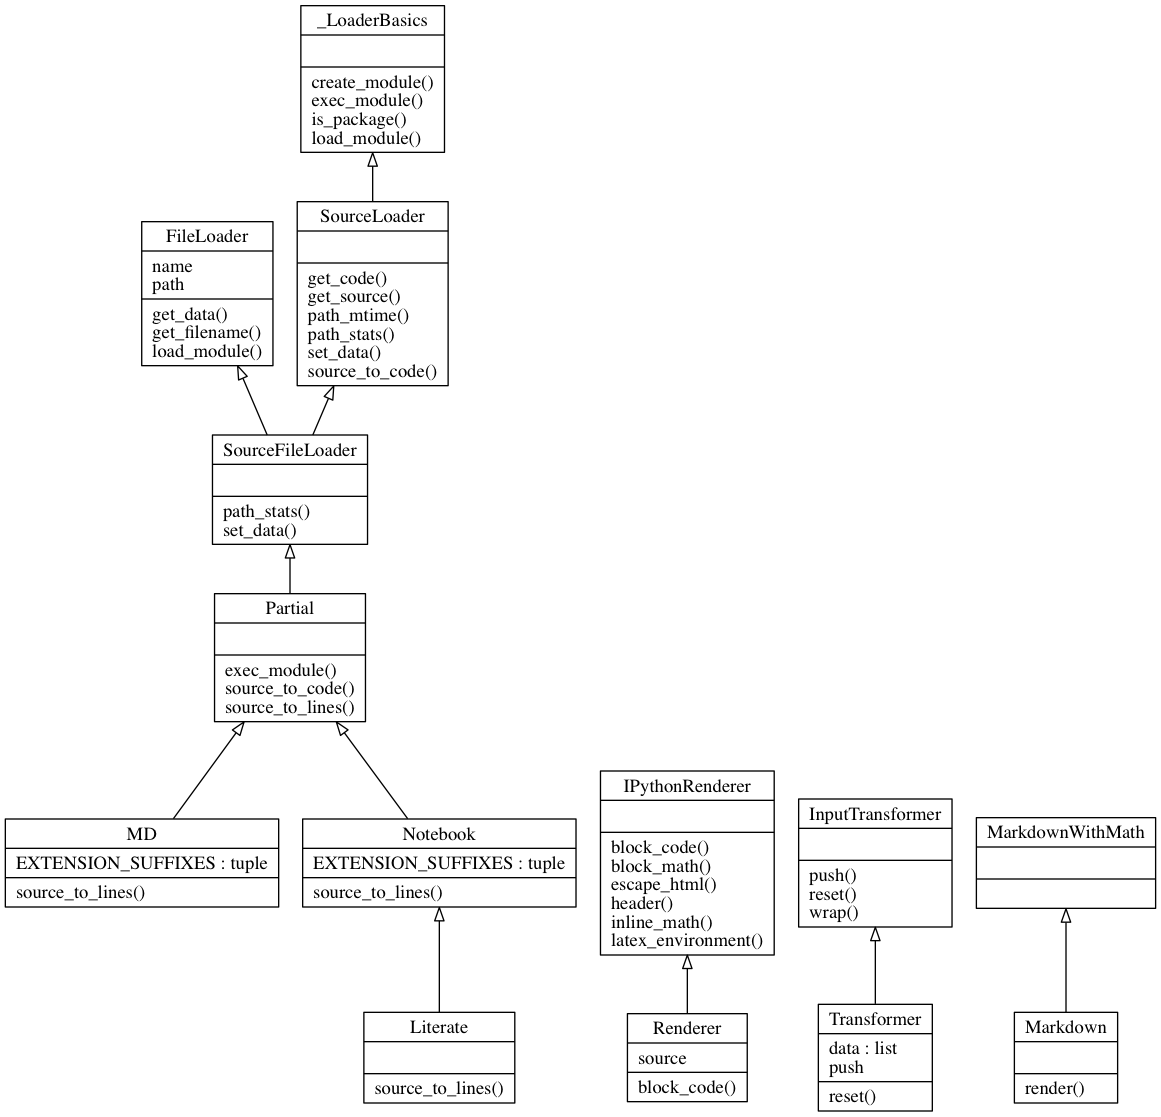 _LoaderBasics
create_module()
exec_module()
is_package()
load_module()
SourceLoader
get_code()
get_source()
path_mtime()
path_stats()
set_data()
source_to_code()
FileLoader
name
path
get_data()
get_filename()
load_module()
SourceFileLoader
path_stats()
set_data()
Partial
exec_module()
source_to_code()
source_to_lines()
MD
EXTENSION_SUFFIXES : tuple
source_to_lines()
Notebook
EXTENSION_SUFFIXES : tuple
source_to_lines()
IPythonRenderer
block_code()
block_math()
escape_html()
header()
inline_math()
latex_environment()
InputTransformer
push()
reset()
wrap()
MarkdownWithMath
Literate
source_to_lines()
Renderer
source
block_code()
Transformer
data : list
push
reset()
Markdown
render()